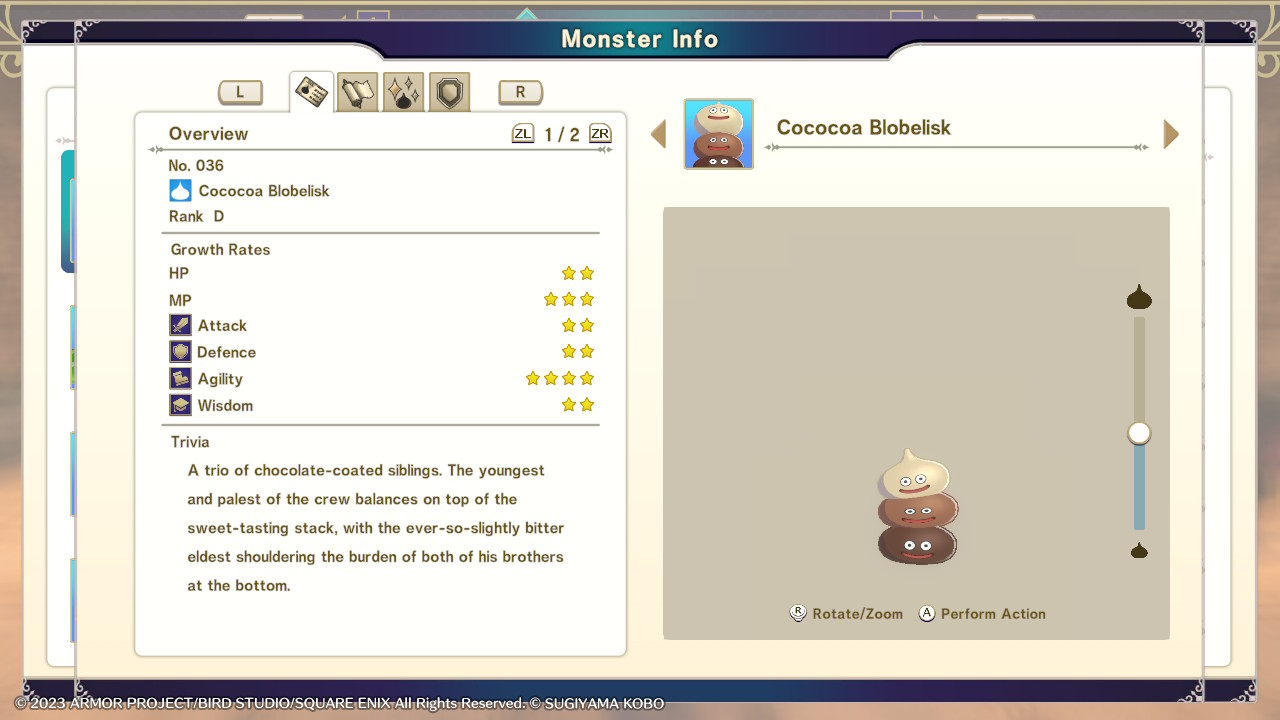 Monster Info
L
R
Overview
ZL 1 / 2 ZR
No. 036
Cococoa Blobelisk
Rank D
Growth Rates
HP
MP
Attack
Defence
Agility
Wisdom
Trivia
A trio of chocolate-coated siblings. The youngest
and palest of the crew balances on top of the
sweet-tasting stack, with the ever-so-slightly bitter
eldest shouldering the burden of both of his brothers
at the bottom.
Cococoa Blobelisk
R Rotate/Zoom A Perform Action
© 2023 ARMOR PROJECT/BIRD STUDIO/SQUARE ENIX All Rights Reserved. © SUGIYAMA KOBO